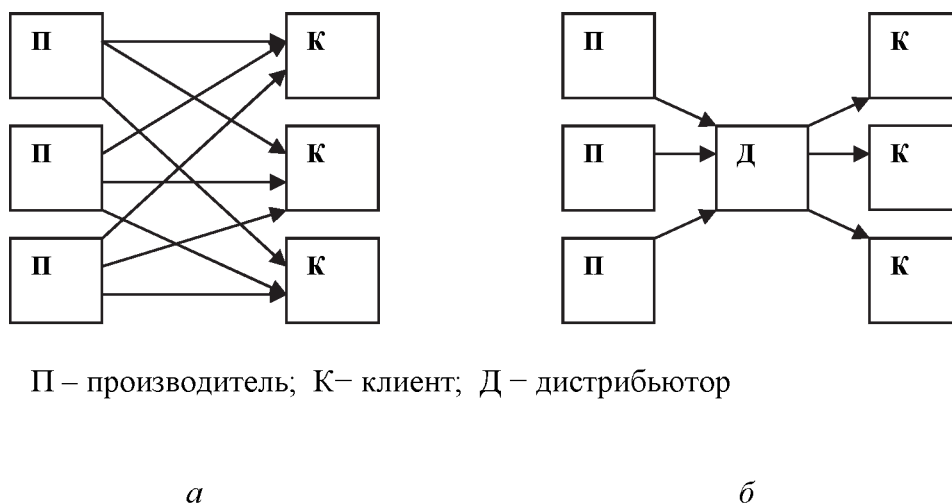 П К П К
П К П Д К
П К П К
П – производитель; К− клиент; Д − дистрибьютор
а б